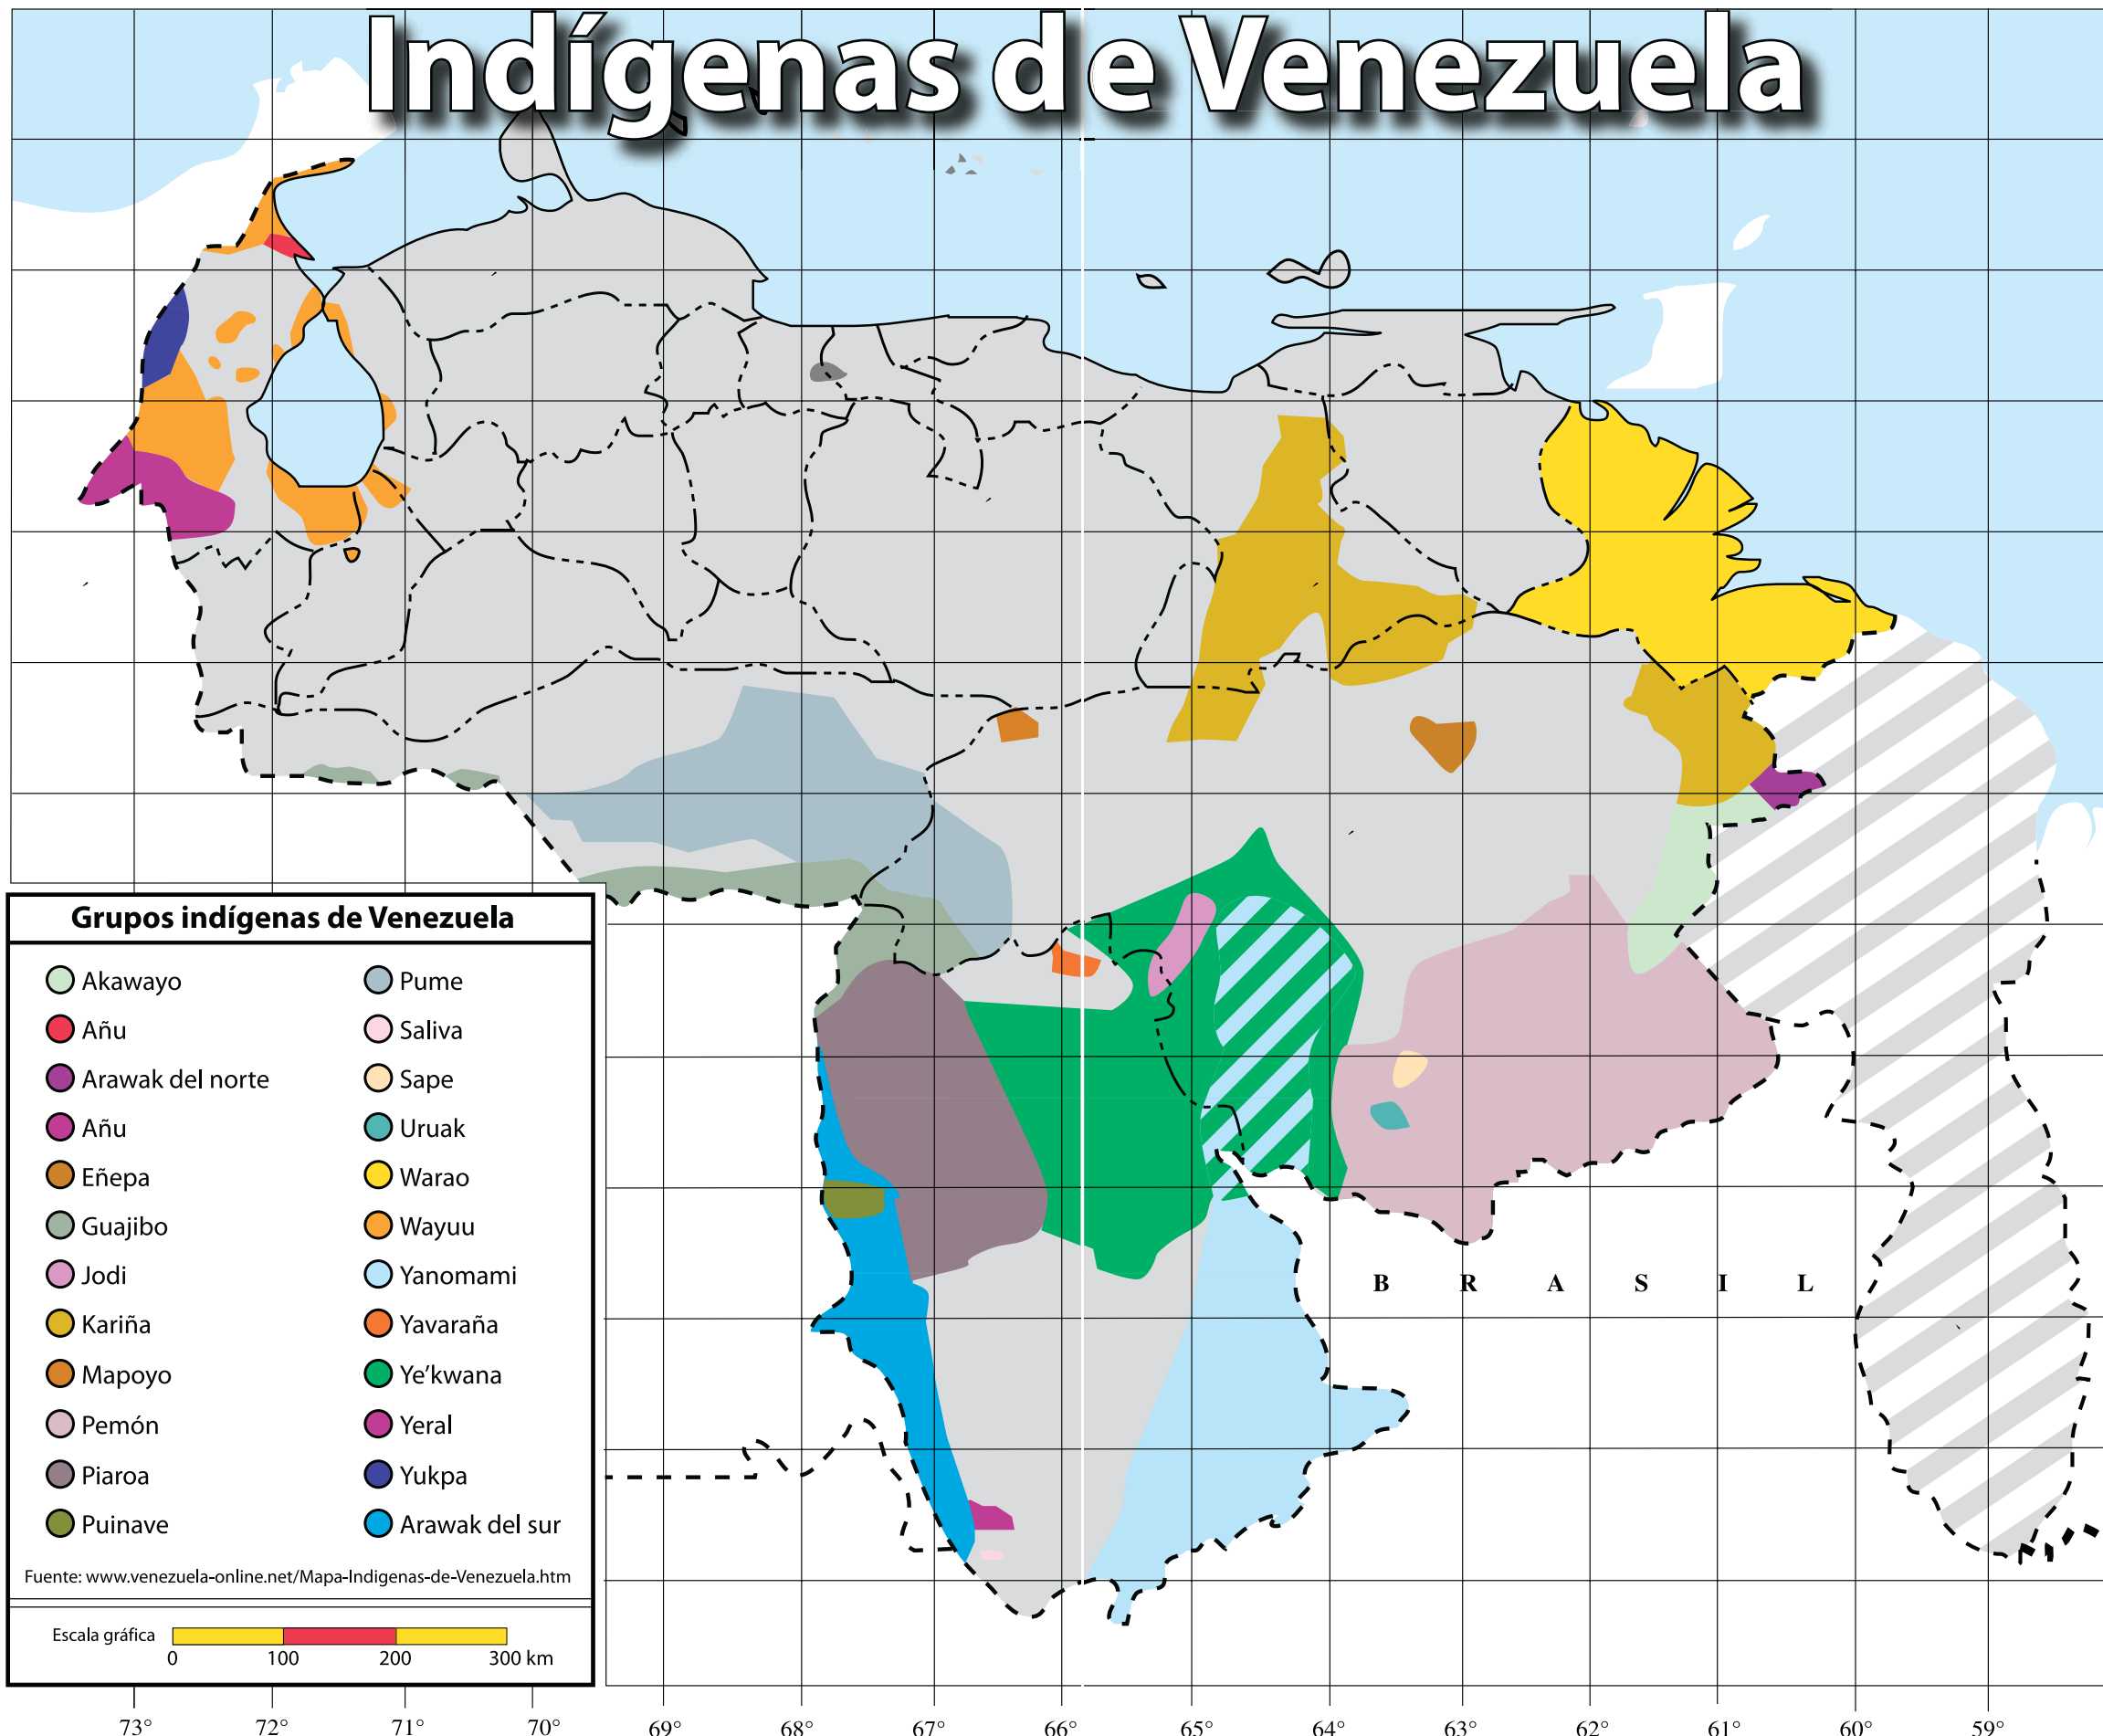 Indígenas de Venezuela
B R A S I L
Grupos indígenas de Venezuela
Akawayo
Añu
Arawak del norte
Añu
Eñepa
Guajibo
Jodi
Kariña
Mapoyo
Pemón
Piaroa
Puinave
Pume
Saliva
Sape
Uruak
Warao
Wayuu
Yanomami
Yavaraña
Ye’kwana
Yeral
Yukpa
Arawak del sur
Fuente: www.venezuela-online.net/Mapa-Indigenas-de-Venezuela.htm
Escala gráfica
0 100 200 300 km
73° 72° 71° 70° 69° 68° 67° 66° 65° 64° 63° 62° 61° 60° 59°